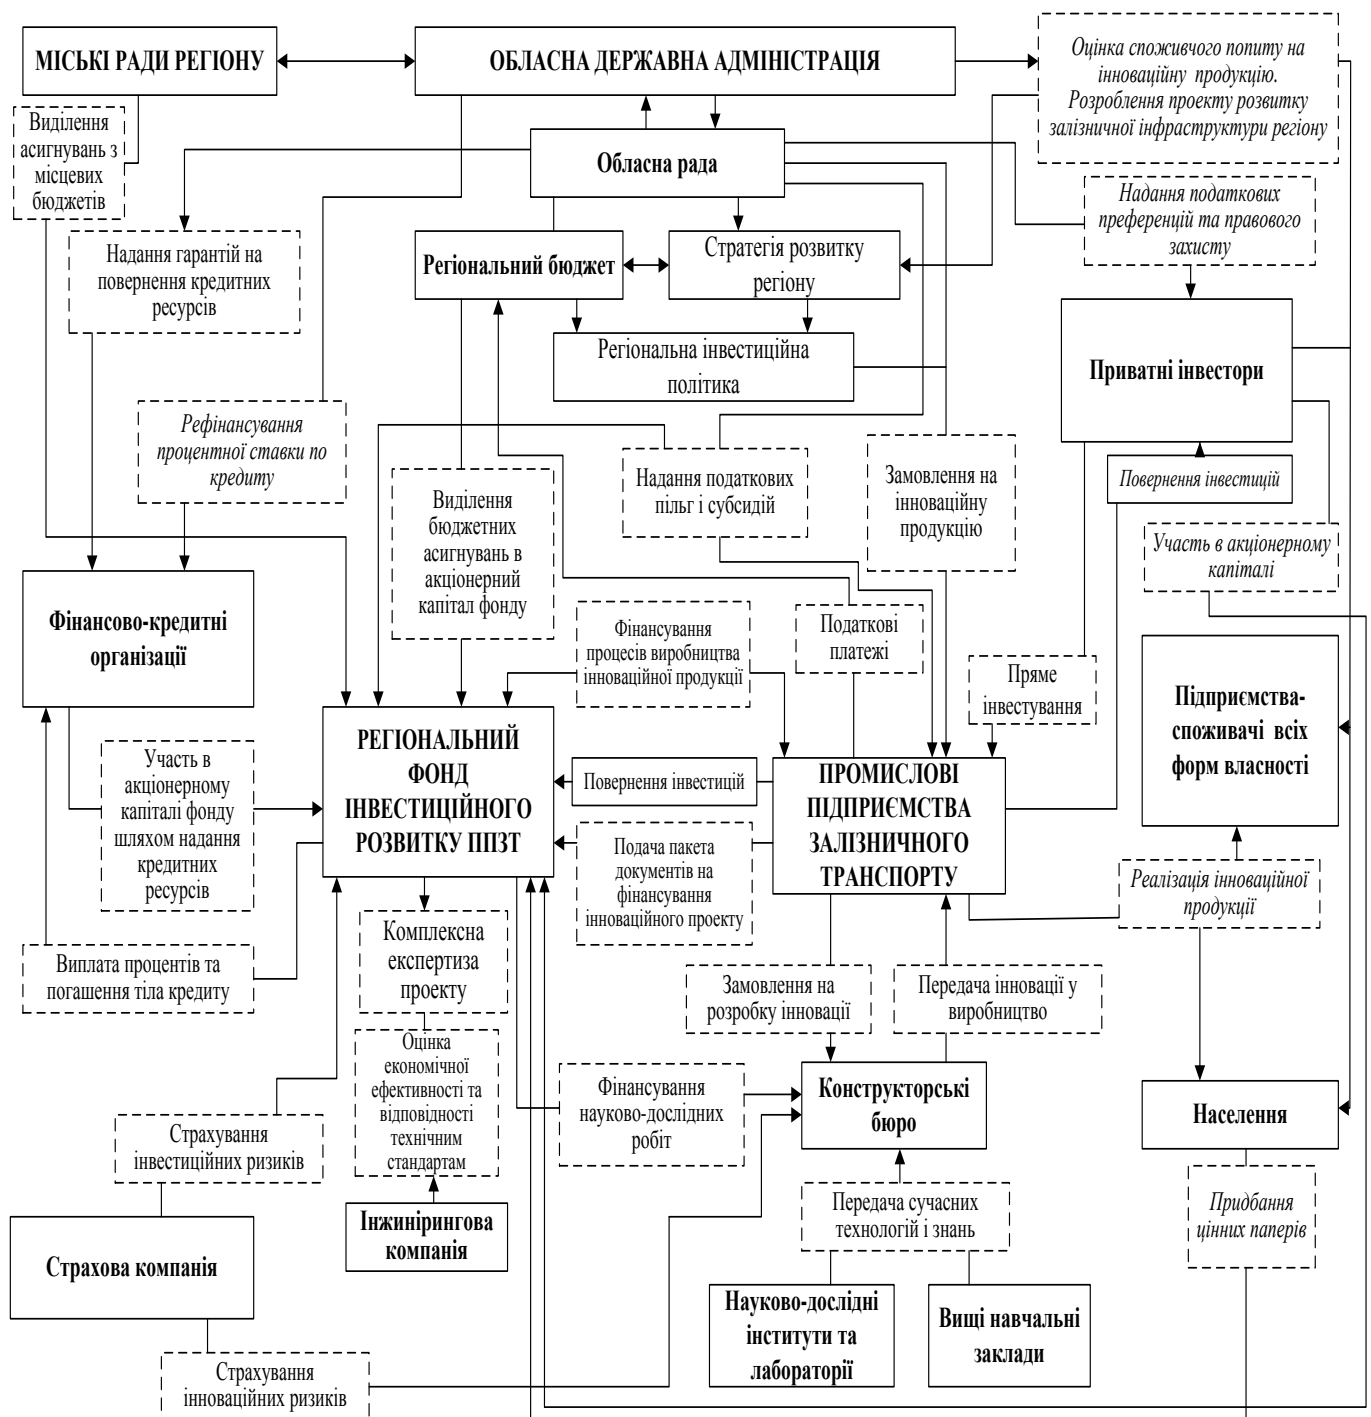 МІСЬКІ РАДИ РЕГІОНУ
ОБЛАСНА ДЕРЖАВНА АДМІНІСТРАЦІЯ
Оцінка споживчого попиту на
інноваційну продукцію.
Розроблення проекту розвитку
залізничної інфраструктури регіону
Виділення
асигнувань з
місцевих
бюджетів
Обласна рада
Надання податкових
преференцій та правового
захисту
Надання гарантій на
повернення кредитних
ресурсів
Регіональний бюджет
Стратегія розвитку
регіону
Регіональна інвестиційна
політика
Приватні інвестори
Рефінансування
процентної ставки по
кредиту
Надання податкових
пільг і субсидій
Замовлення на
інноваційну
продукцію
Повернення інвестицій
Виділення
бюджетних
асигнувань в
акціонерний
капітал фонду
Участь в акціонерному
капіталі
Фінансово-кредитні
організації
Фінансування
процесів виробництва
інноваційної продукції
Податкові
платежі
Пряме
інвестування
Підприємства-
споживачі всіх
форм власності
РЕГІОНАЛЬНИЙ
ФОНД
ІНВЕСТИЦІЙНОГО
РОЗВИТКУ ППЗТ
Участь в
акціонерному
капіталі фонду
шляхом надання
кредитних
ресурсів
Повернення інвестицій
ПРОМИСЛОВІ
ПІДПРИЄМСТВА
ЗАЛІЗНИЧНОГО
ТРАНСПОРТУ
Подача пакета
документів на
фінансування
інноваційного проекту
Реалізація інноваційної
продукції
Виплата процентів та
погашення тіла кредиту
Комплексна
експертиза
проекту
Замовлення на
розробку інновації
Передача інновації у
виробництво
Оцінка
економічної
ефективності та
відповідності
технічним
стандартам
Фінансування
науково-дослідних
робіт
Конструкторські
бюро
Населення
Страхування
інвестиційних ризиків
Інжинірингова
компанія
Передача сучасних
технологій і знань
Придбання
цінних паперів
Страхова компанія
Науково-дослідні
інститути та
лабораторії
Вищі навчальні
заклади
Страхування
інноваційних ризиків